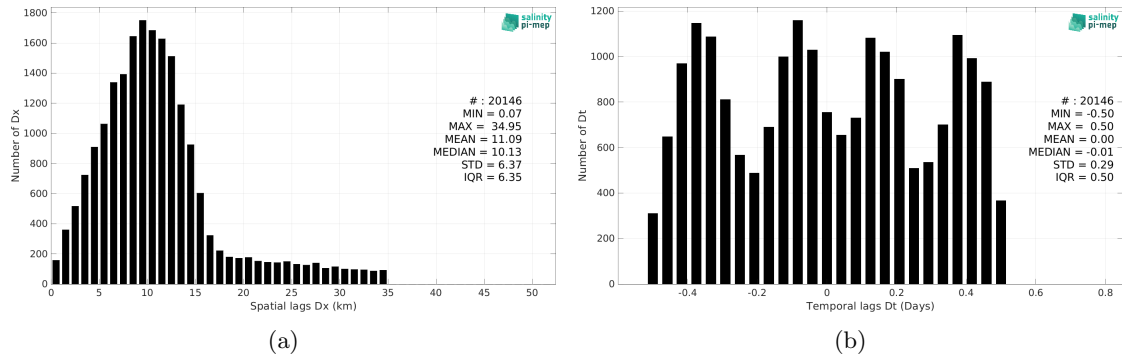 salinity
pi-mep
1800
1600
1400
1200
1000
800
600
400
200
0
Number of Dx
# : 20146
MIN = 0.07
MAX = 34.95
MEAN = 11.09
MEDIAN = 10.13
STD = 6.37
IQR = 6.35
0 5 10 15 20 25 30 35 40 45 50
Spatial lags Dx (km)
(a)
salinity
pi-mep
1200
1000
800
600
400
200
0
Number of Dt
# : 20146
MIN = -0.50
MAX = 0.50
MEAN = 0.00
MEDIAN = -0.01
STD = 0.29
IQR = 0.50
-0.4 -0.2 0 0.2 0.4 0.6 0.8
Temporal lags Dt (Days)
(b)